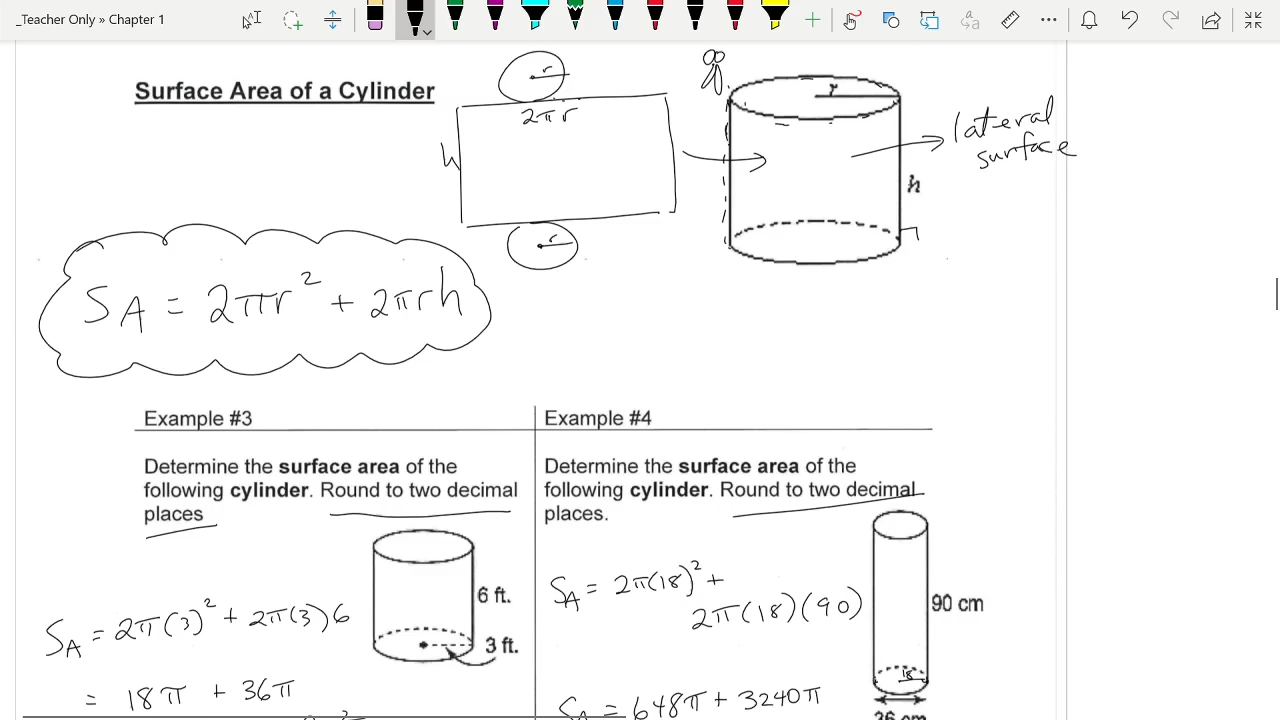 _Teacher Only » Chapter 1
Surface Area of a Cylinder
r
2πr
h
r
r
h
lateral
surface
SA = 2πr² + 2πrh
Example #3
Determine the surface area of the
following cylinder. Round to two decimal
places
6 ft.
3 ft.
SA = 2π(3)² + 2π(3)6
= 18π + 36π
Example #4
Determine the surface area of the
following cylinder. Round to two decimal
places.
SA = 2π(18)² +
2π(18)(90)
90 cm
18
SA = 648π + 3240π
36 cm